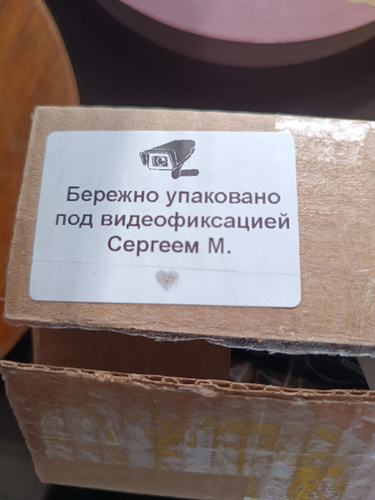 Бережно упаковано
под видеофиксацией
Сергеем М.